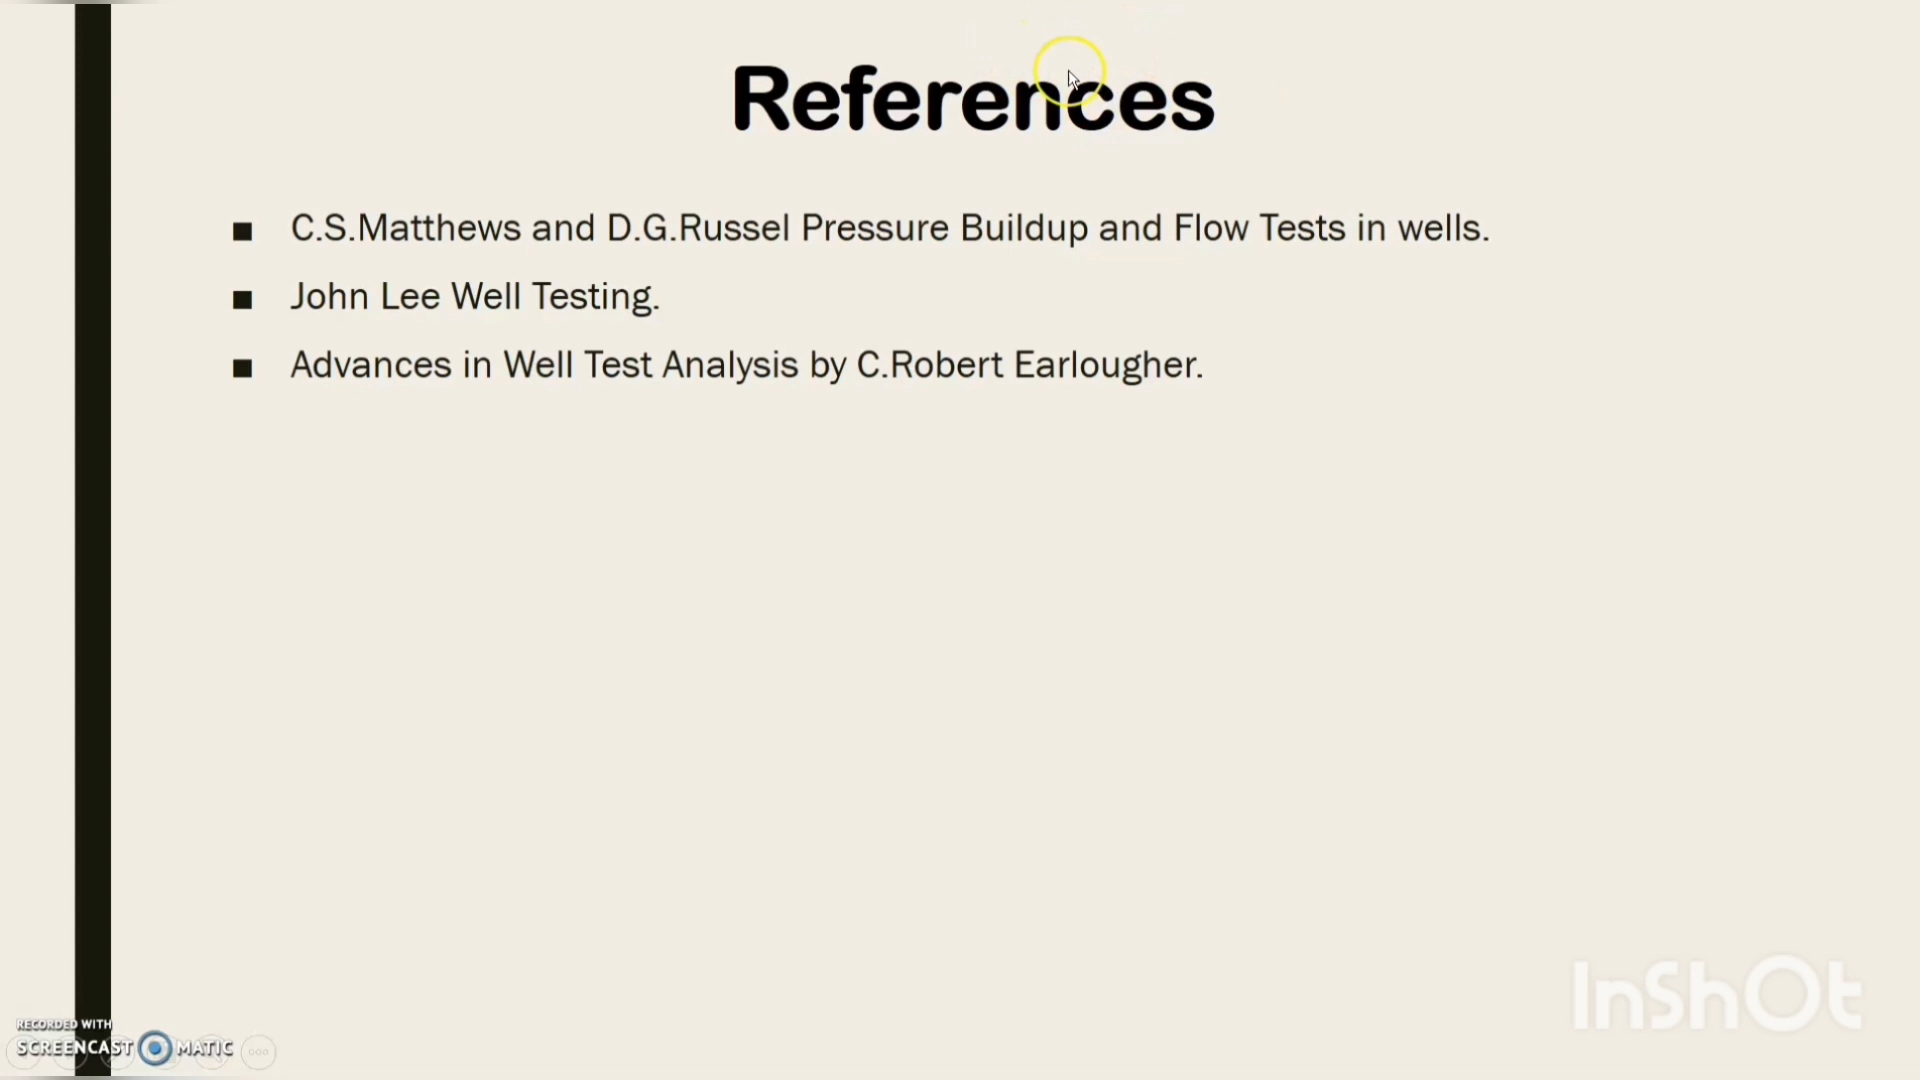 References
C.S.Matthews and D.G.Russel Pressure Buildup and Flow Tests in wells.
John Lee Well Testing.
Advances in Well Test Analysis by C.Robert Earlougher.
InShOt
RECORDED WITH
SCREENCAST MATIC